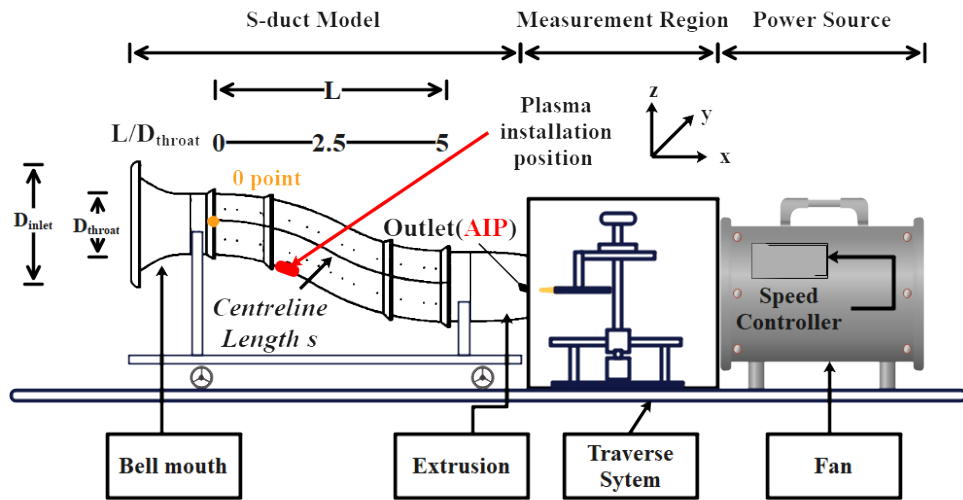 S-duct Model
Measurement Region
Power Source
L
L/Dthroat 0 2.5 5
Plasma
installation
position
z
y
x
0 point
Dinlet
Dthroat
Outlet(AIP)
Centreline
Length s
Speed
Controller
Bell mouth
Extrusion
Traverse
Sytem
Fan